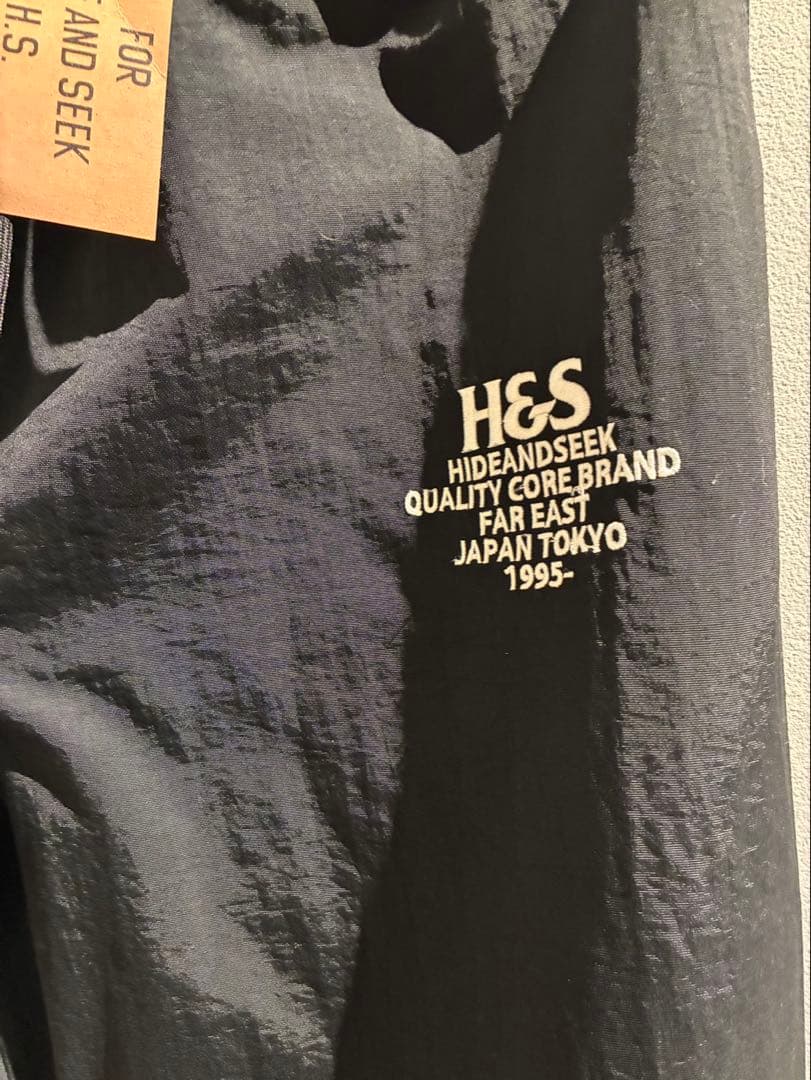 FOR
AND SEEK
H.S.
H&S
HIDEANDSEEK
QUALITY CORE BRAND
FAR EAST
JAPAN TOKYO
1995-